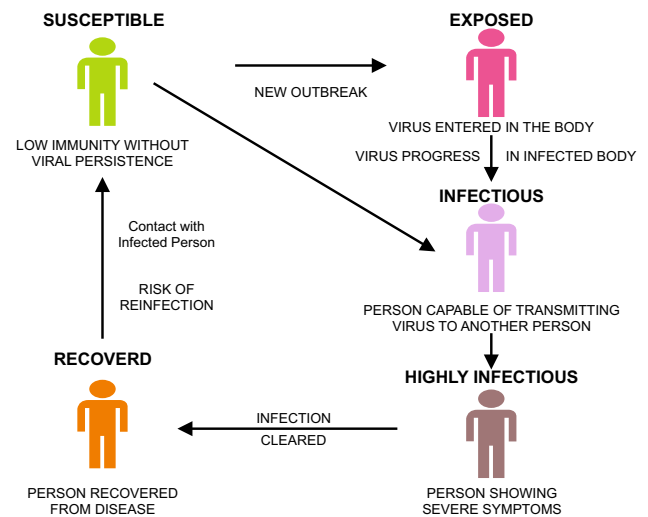 SUSCEPTIBLE
EXPOSED
NEW OUTBREAK
LOW IMMUNITY WITHOUT
VIRAL PERSISTENCE
VIRUS ENTERED IN THE BODY
VIRUS PROGRESS IN INFECTED BODY
INFECTIOUS
Contact with
Infected Person
RISK OF
REINFECTION
PERSON CAPABLE OF TRANSMITTING
VIRUS TO ANOTHER PERSON
RECOVERD
HIGHLY INFECTIOUS
INFECTION
CLEARED
PERSON RECOVERED
FROM DISEASE
PERSON SHOWING
SEVERE SYMPTOMS